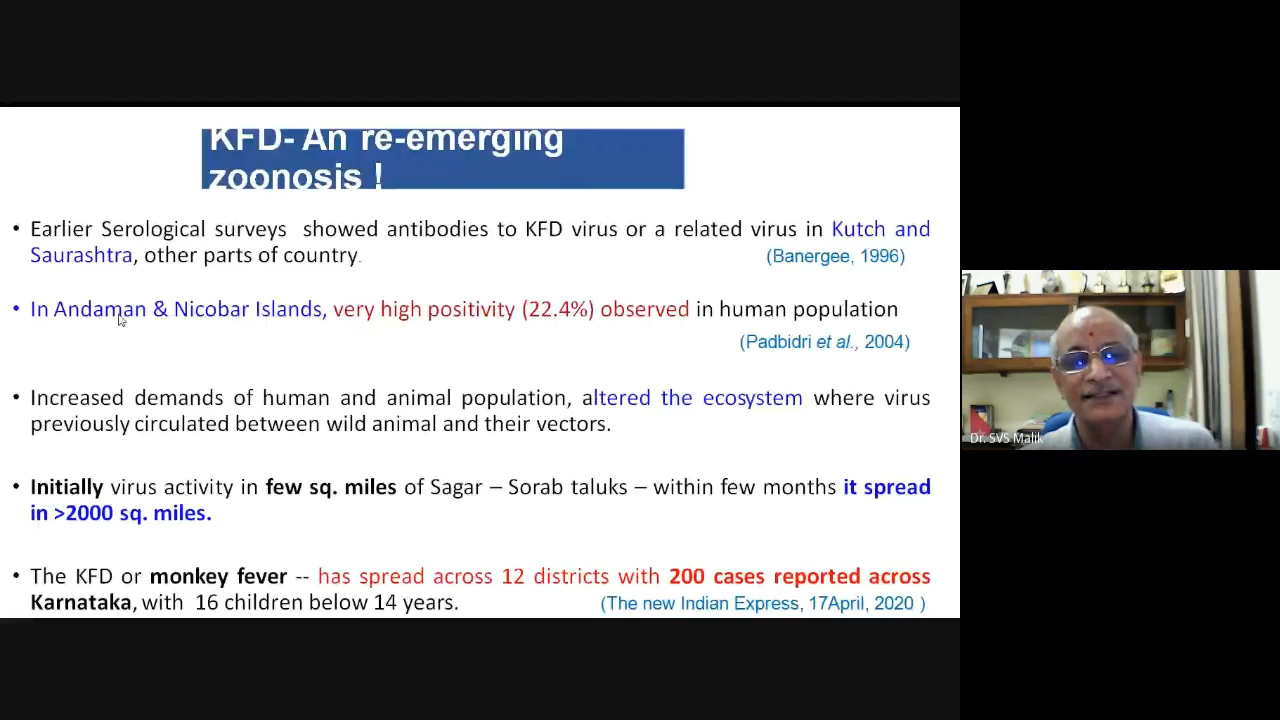 KFD- An re-emerging
zoonosis !
• Earlier Serological surveys showed antibodies to KFD virus or a related virus in Kutch and
Saurashtra, other parts of country.
(Banergee, 1996)
• In Andaman & Nicobar Islands, very high positivity (22.4%) observed in human population
(Padbidri et al., 2004)
• Increased demands of human and animal population, altered the ecosystem where virus
previously circulated between wild animal and their vectors.
• Initially virus activity in few sq. miles of Sagar – Sorab taluks – within few months it spread
in >2000 sq. miles.
• The KFD or monkey fever -- has spread across 12 districts with 200 cases reported across
Karnataka, with 16 children below 14 years.
(The new Indian Express, 17April, 2020 )
Dr. SVS Malik